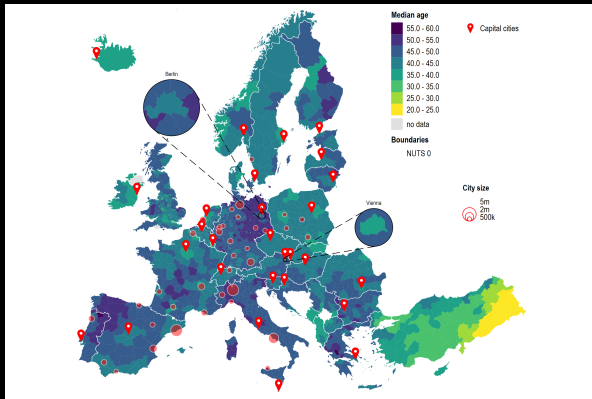 Median age
55.0 - 60.0
50.0 - 55.0
45.0 - 50.0
40.0 - 45.0
35.0 - 40.0
30.0 - 35.0
25.0 - 30.0
20.0 - 25.0
no data
Boundaries
NUTS 0
Capital cities
Berlin
Vienna
City size
5m
2m
500k